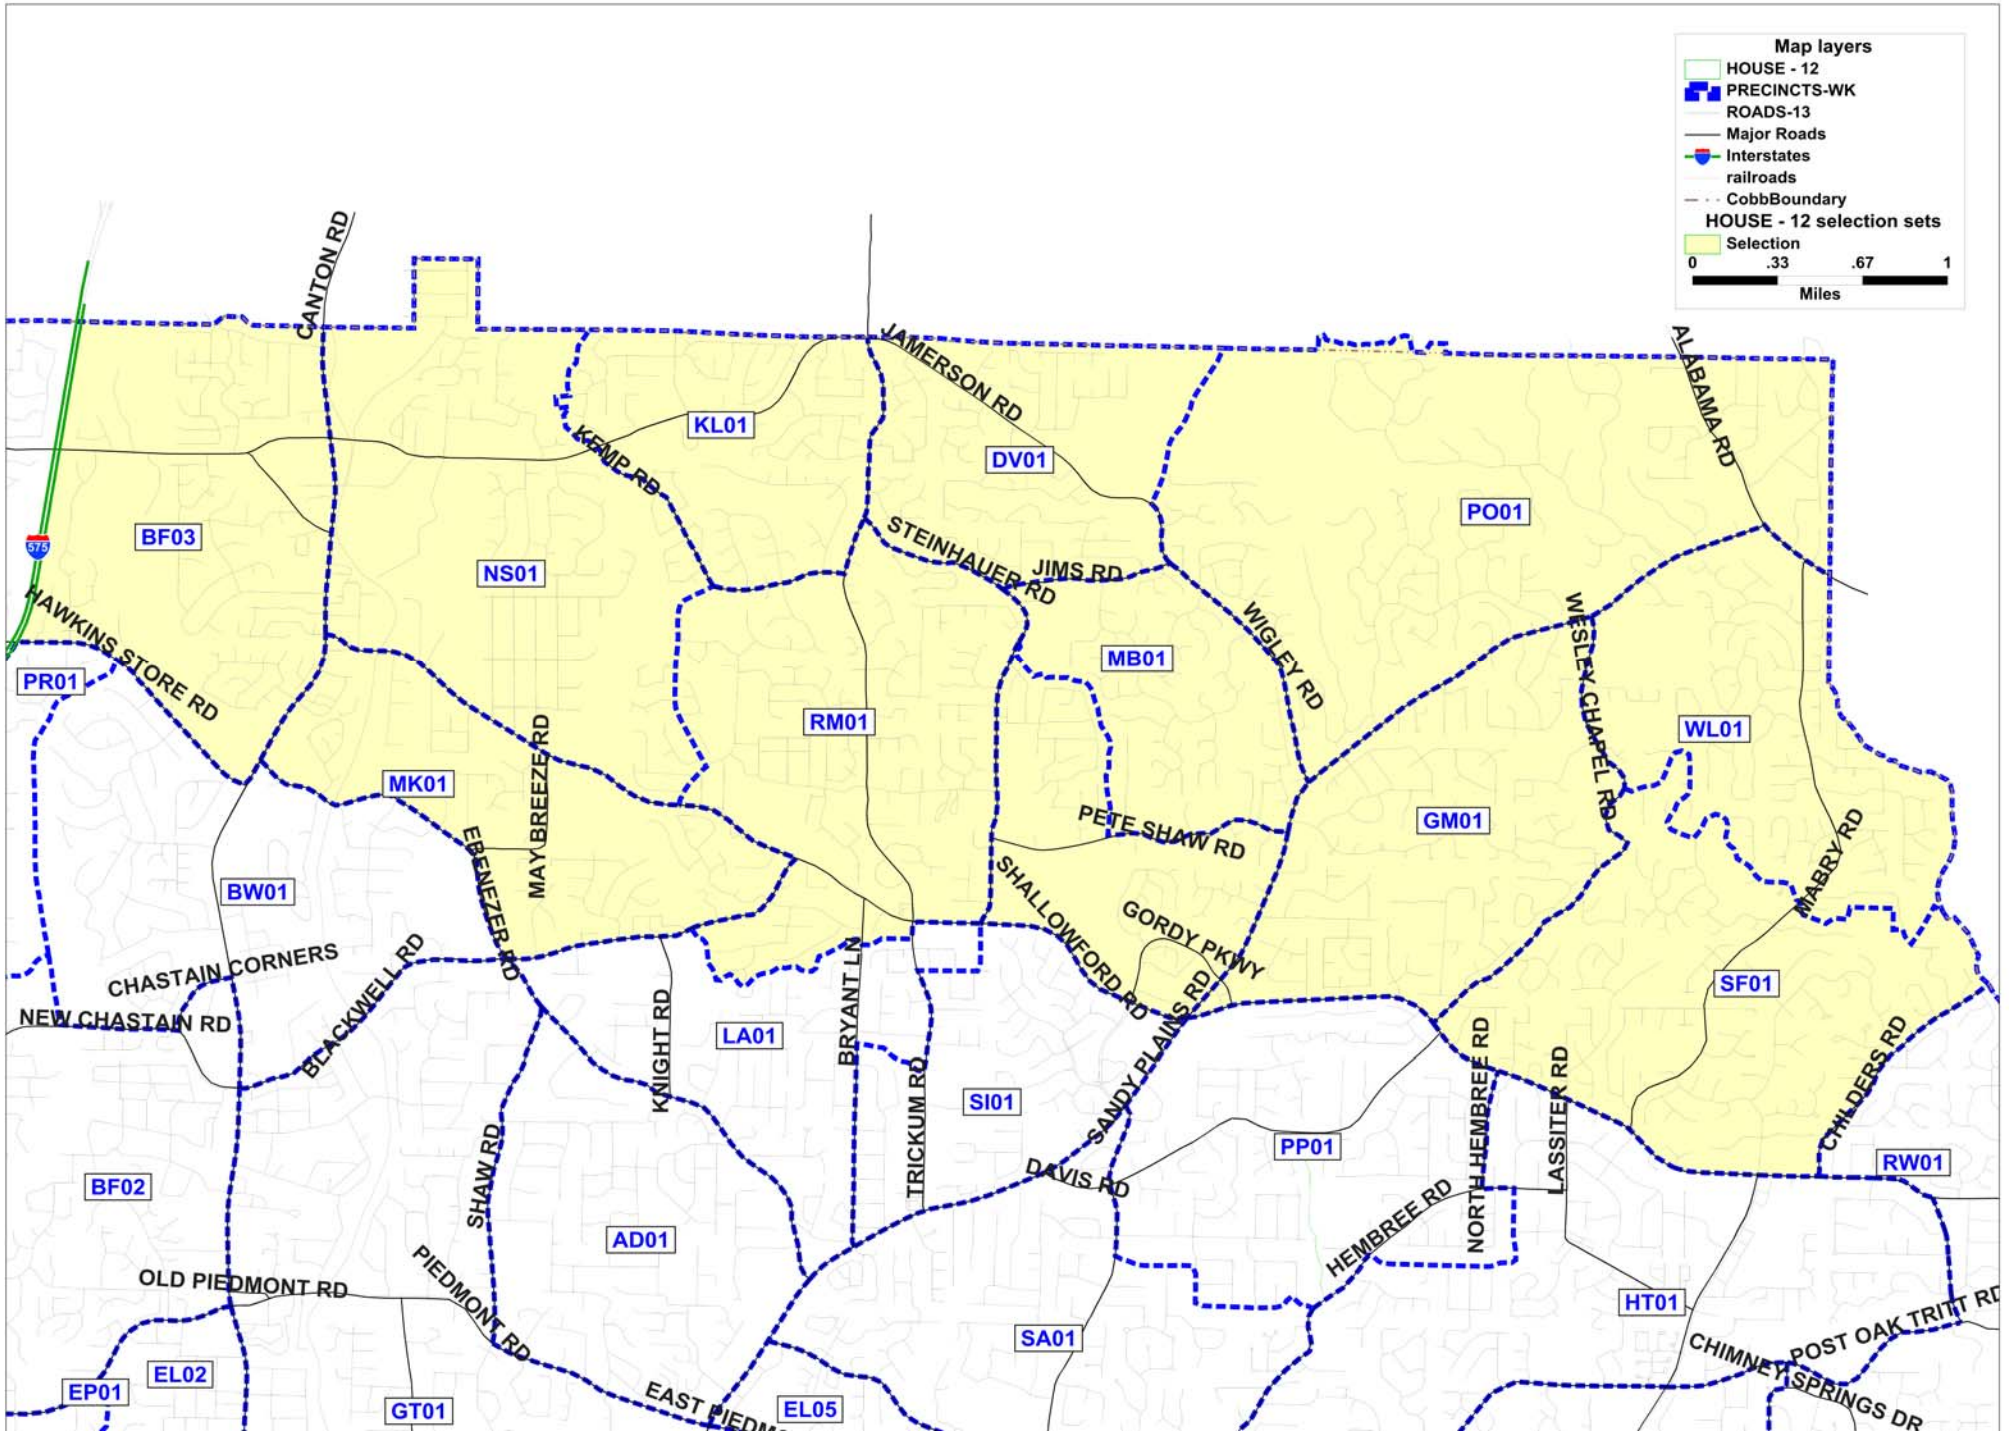 Map layers
HOUSE - 12
PRECINCTS-WK
ROADS-13
Major Roads
Interstates
railroads
CobbBoundary
HOUSE - 12 selection sets
Selection
0 .33 .67 1
Miles
CANTON RD
JAMERSON RD
ALABAMA RD
KL01
KEMP RD
DV01
PO01
BF03
575
NS01
STEINHAUER RD
JIMS RD
HAWKINS STORE RD
WIGLEY RD
WESLEY CHAPEL RD
PR01
MB01
RM01
WL01
MK01
MAY BREEZE RD
PETE SHAW RD
GM01
MABRY RD
EBENEZER RD
BW01
SHALLOWFORD RD
GORDY PKWY
CHASTAIN CORNERS
BLACKWELL RD
BRYANT LN
SANDY PLAINS RD
SF01
NEW CHASTAIN RD
KNIGHT RD
LA01
TRICKUM RD
SI01
NORTH HEMBREE RD
LASSITER RD
CHILDERS RD
PP01
RW01
BF02
SHAW RD
DAVIS RD
HEMBREE RD
AD01
OLD PIEDMONT RD
PIEDMONT RD
HT01
SA01
POST OAK TRITT RD
CHIMNEY SPRINGS DR
EP01
EL02
GT01
EAST PIEDM
EL05